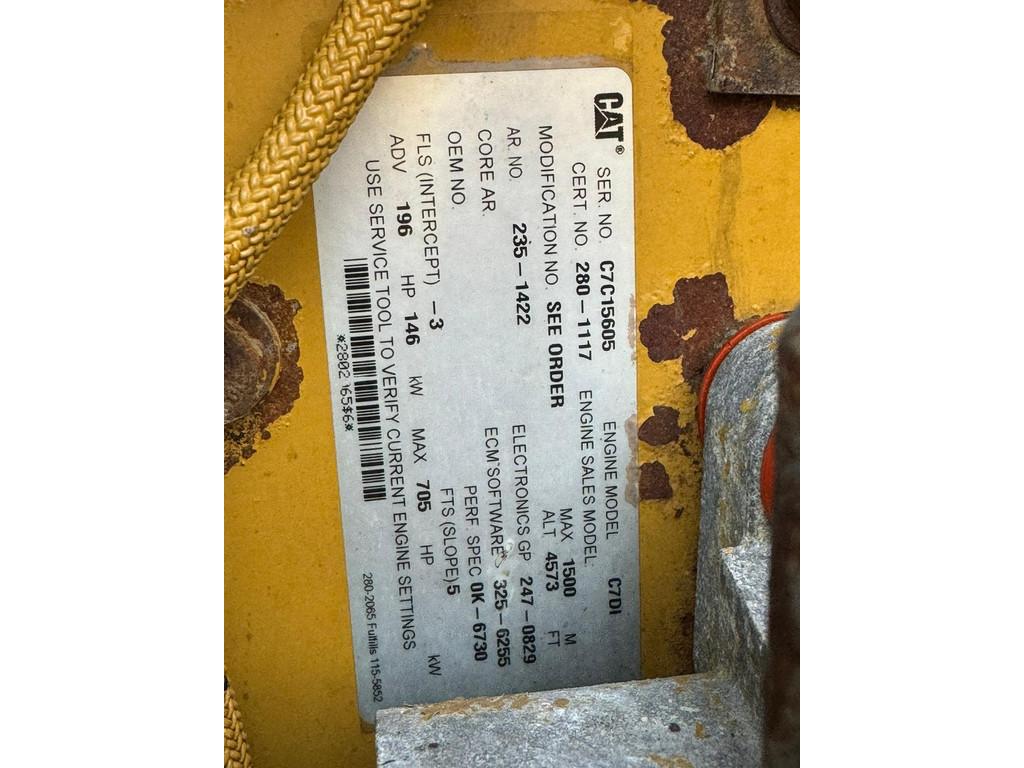 CAT®
SER. NO. C7C15605 ENGINE MODEL C7DI
CERT. NO. 280-1117 ENGINE SALES MODEL:
MODIFICATION NO. SEE ORDER MAX ALT 1500 M 4573 FT
AR. NO. 235-1422 ELECTRONICS GP 247-0829
CORE AR. ECM SOFTWARE 325-6255
OEM NO. PERF. SPEC 0K-6730
FLS (INTERCEPT) -3 FTS (SLOPE) 5
ADV 196 HP 146 kW MAX 705 HP kW
USE SERVICE TOOL TO VERIFY CURRENT ENGINE SETTINGS
280-2065 Fulfills 115-5852